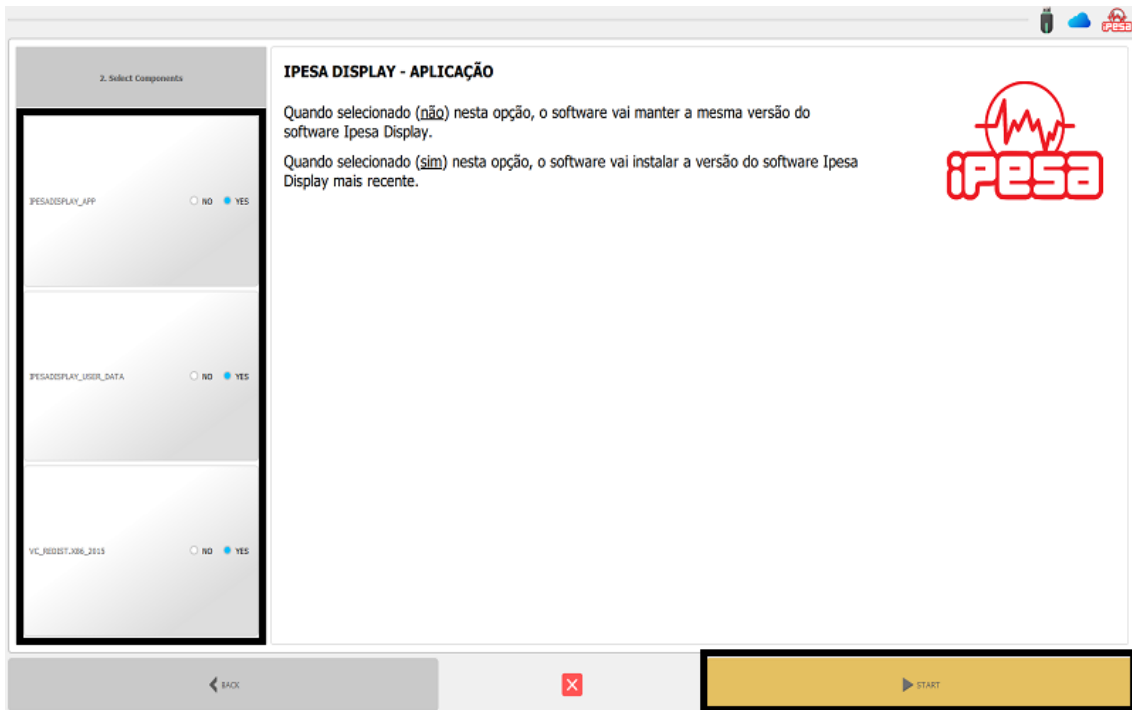 ipesa
2. Select Components
IPESADISPLAY_APP
NO
YES
IPESADISPLAY_USER_DATA
NO
YES
VC_REDIST.X86_2015
NO
YES
IPESA DISPLAY - APLICAÇÃO
Quando selecionado (não) nesta opção, o software vai manter a mesma versão do
software Ipesa Display.
Quando selecionado (sim) nesta opção, o software vai instalar a versão do software Ipesa
Display mais recente.
ipesa
BACK
START